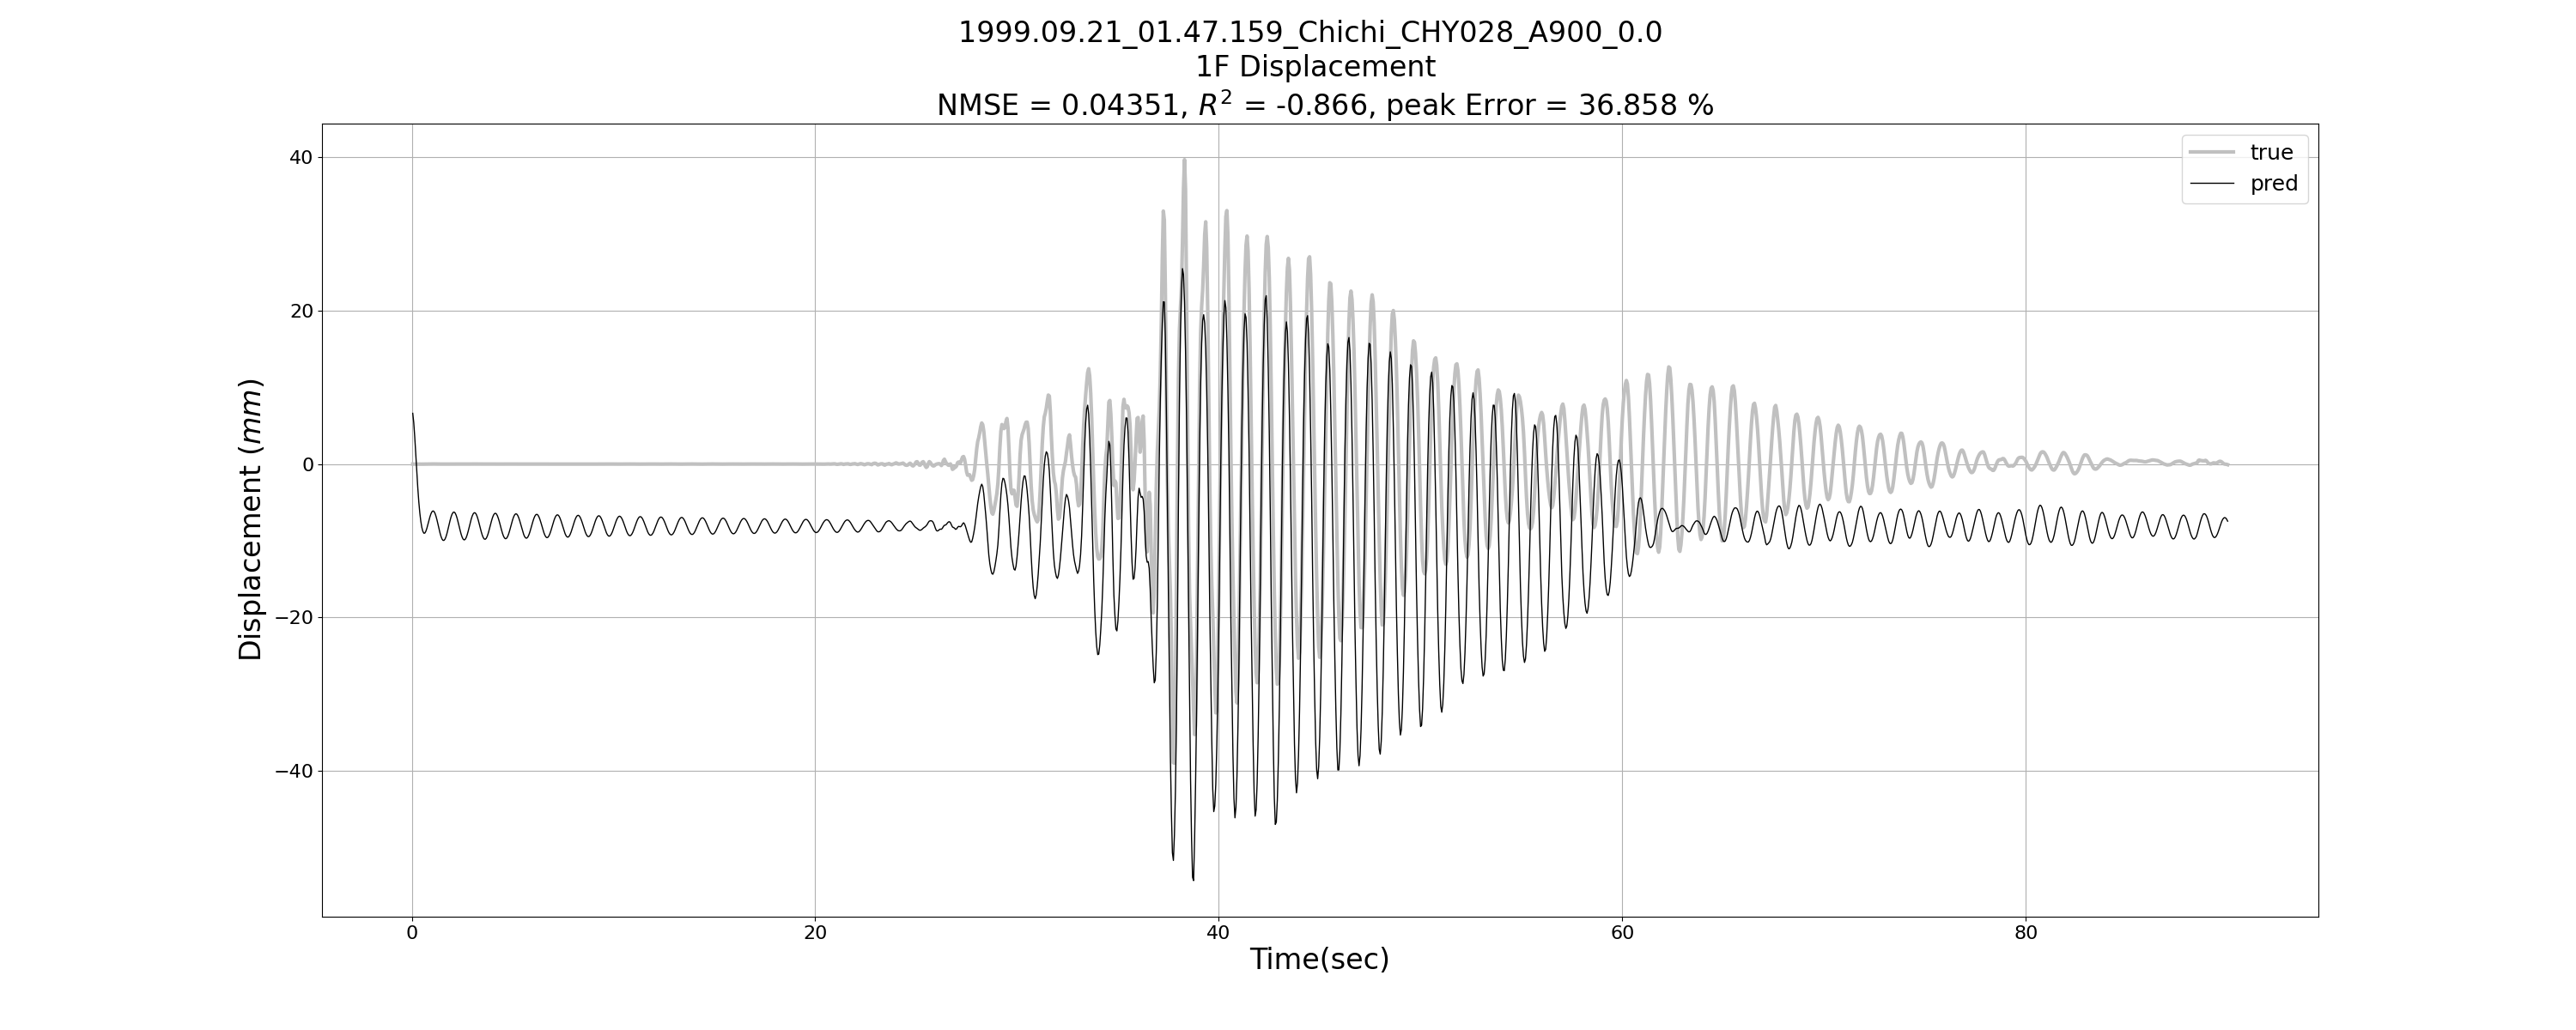 1999.09.21_01.47.159_Chichi_CHY028_A900_0.0
1F Displacement
NMSE = 0.04351, R² = -0.866, peak Error = 36.858 %
true
pred
Displacement (mm)
40
20
0
−20
−40
0 20 40 60 80
Time(sec)